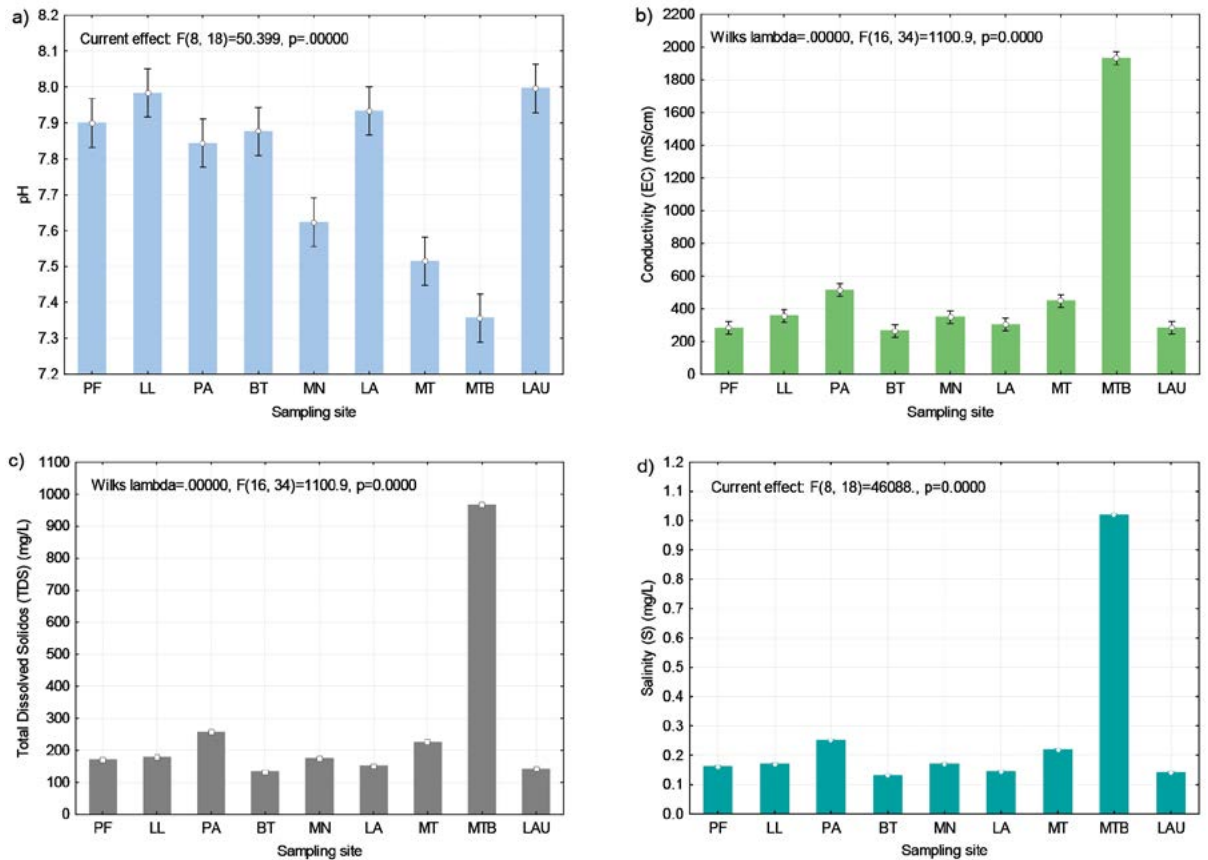 a)
8.2
8.1
8.0
7.9
7.8
7.7
7.6
7.5
7.4
7.3
7.2
pH
Current effect: F(8, 18)=50.399, p=.00000
PF LL PA BT MN LA MT MTB LAU
Sampling site
b)
2200
2000
1800
1600
1400
1200
1000
800
600
400
200
0
Conductivity (EC) (mS/cm)
Wilks lambda=.00000, F(16, 34)=1100.9, p=0.0000
PF LL PA BT MN LA MT MTB LAU
Sampling site
c)
1100
1000
900
800
700
600
500
400
300
200
100
0
Total Dissolved Solidos (TDS) (mg/L)
Wilks lambda=.00000, F(16, 34)=1100.9, p=0.0000
PF LL PA BT MN LA MT MTB LAU
Sampling site
d)
1.2
1.1
1.0
0.9
0.8
0.7
0.6
0.5
0.4
0.3
0.2
0.1
0.0
Salinity (S) (mg/L)
Current effect: F(8, 18)=46088., p=0.0000
PF LL PA BT MN LA MT MTB LAU
Sampling site